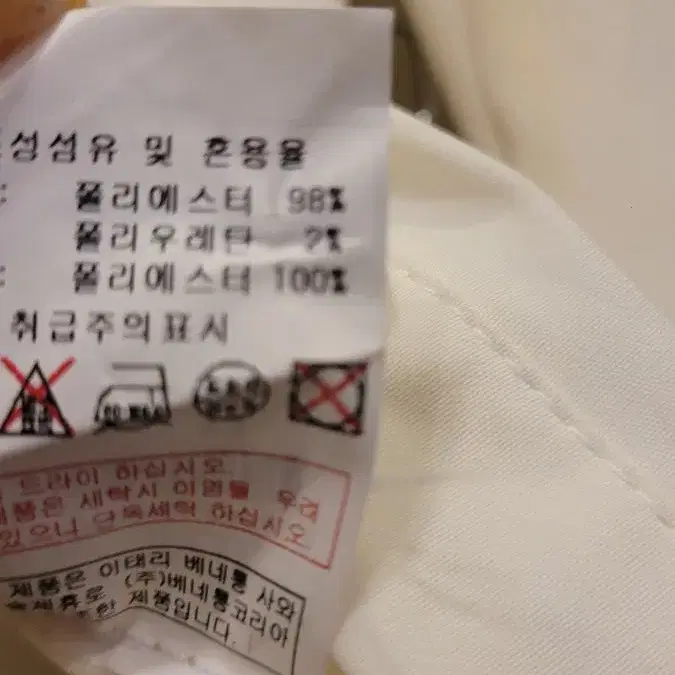 성섬유 및 혼용율
폴리에스터 98%
폴리우레탄 2%
폴리에스터 100%
취급주의표시
드라이 하십시오.
제품은 세탁시 이염될 우려
있으니 단독세탁 하십시오
제품은 이태리 베네통 사와
(주)베네통코리아
제품입니다.